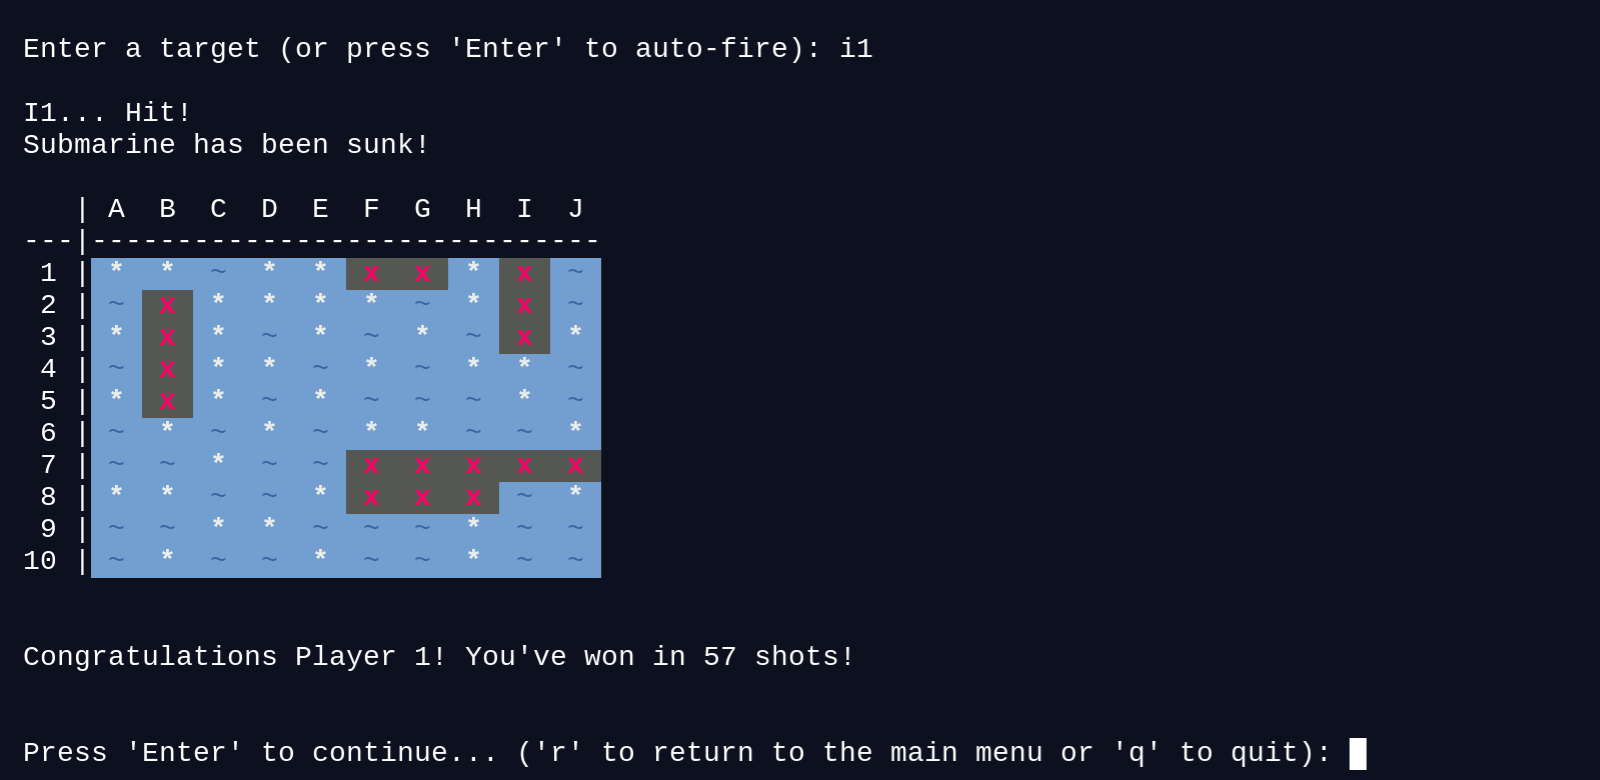 Enter a target (or press 'Enter' to auto-fire): i1
I1... Hit!
Submarine has been sunk!
   | A  B  C  D  E  F  G  H  I  J
---|------------------------------
 1 | *  *  ~  *  *  x  x  *  x  ~
 2 | ~  x  *  *  *  *  ~  *  x  ~
 3 | *  x  *  ~  *  ~  *  ~  x  *
 4 | ~  x  *  *  ~  *  ~  *  *  ~
 5 | *  x  *  ~  *  ~  ~  ~  *  ~
 6 | ~  *  ~  *  ~  *  *  ~  ~  *
 7 | ~  ~  *  ~  ~  x  x  x  x  x
 8 | *  *  ~  ~  *  x  x  x  ~  *
 9 | ~  ~  *  *  ~  ~  ~  *  ~  ~
10 | ~  *  ~  ~  *  ~  ~  *  ~  ~
Congratulations Player 1! You've won in 57 shots!
Press 'Enter' to continue... ('r' to return to the main menu or 'q' to quit):